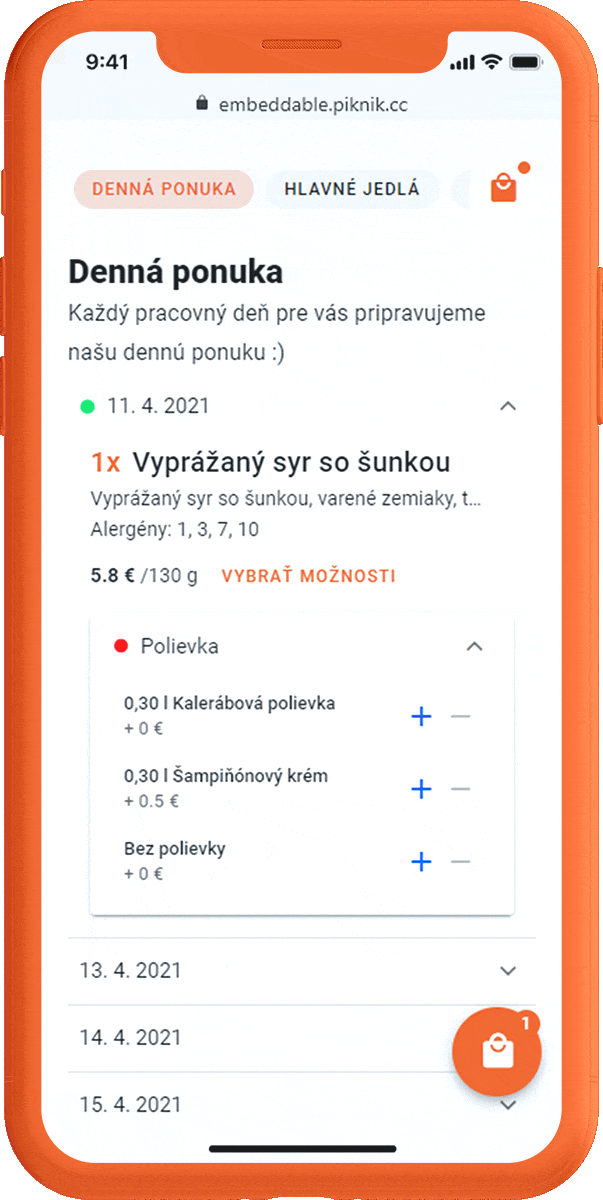 9:41
embeddable.piknik.cc
DENNÁ PONUKA
HLAVNÉ JEDLÁ
Denná ponuka
Každý pracovný deň pre vás pripravujeme
našu dennú ponuku :)
11. 4. 2021
1x Vyprážaný syr so šunkou
Vyprážaný syr so šunkou, varené zemiaky, t...
Alergény: 1, 3, 7, 10
5.8 € /130 g VYBRAŤ MOŽNOSTI
Polievka
0,30 l Kalerábová polievka
+ 0 €
0,30 l Šampiňónový krém
+ 0.5 €
Bez polievky
+ 0 €
13. 4. 2021
1
14. 4. 2021
15. 4. 2021